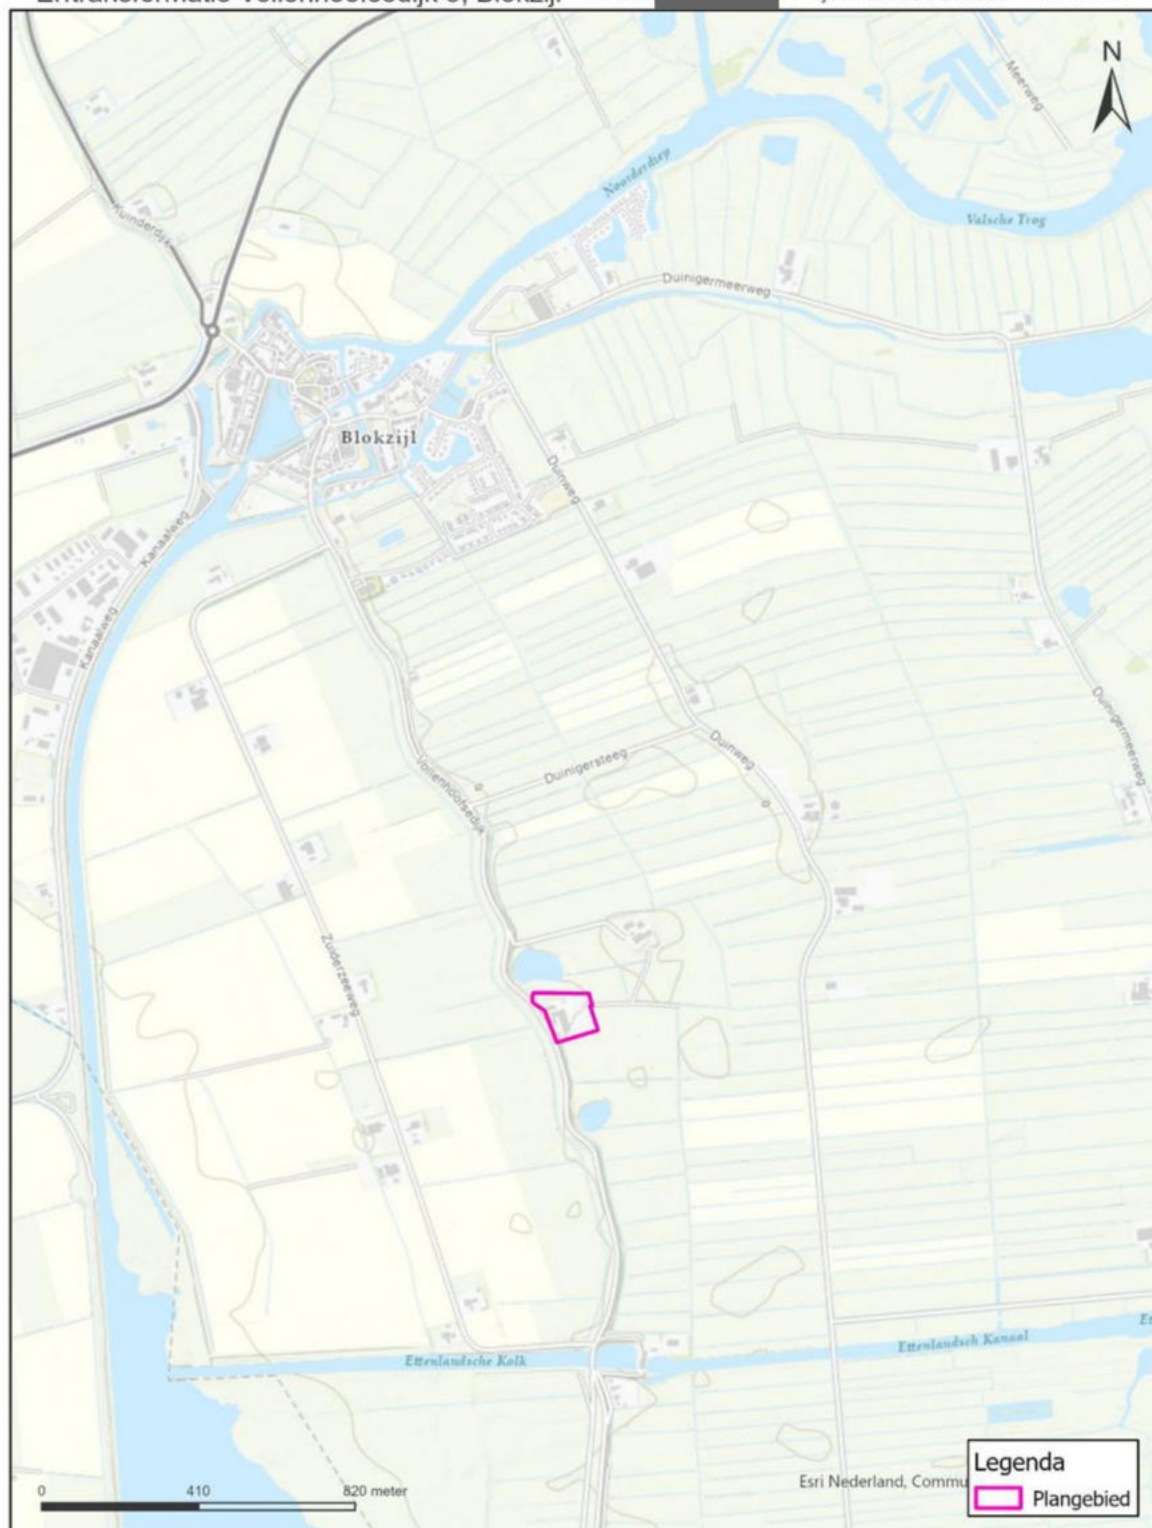 N
Meerweg
Noorderdiep
Valsche Trog
Kuinderdijk
Duinigermeerweg
Blokzijl
Duinweg
Kanaalweg
Kanaalweg
Duinigermeerweg
Duinweg
Duinigersteeg
Vollenhoofsedijk
Zuiderzeeweg
Ettenlandsch Kanaal
Ettenlandsche Kolk
Legenda
Plangebied
Esri Nederland, Commu
0 410 820 meter